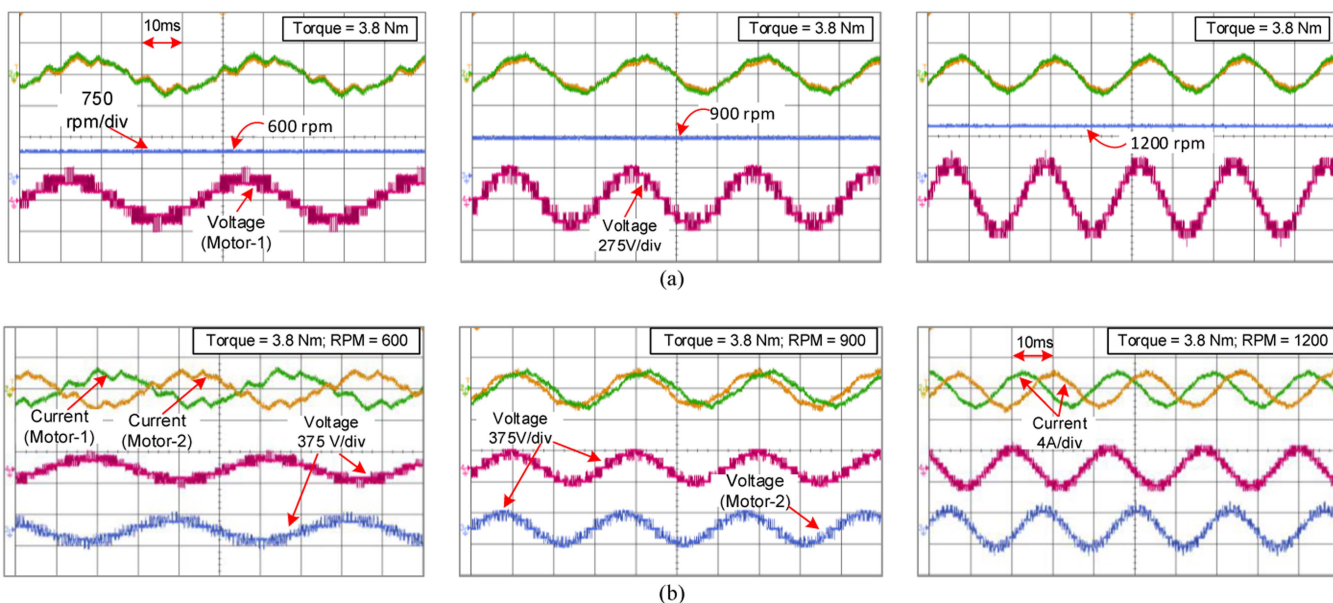 10ms
Torque = 3.8 Nm
750
rpm/div
600 rpm
Voltage
(Motor-1)
Torque = 3.8 Nm
900 rpm
Voltage
275V/div
Torque = 3.8 Nm
1200 rpm
(a)
Torque = 3.8 Nm; RPM = 600
Current
(Motor-1)
Current
(Motor-2)
Voltage
375 V/div
Torque = 3.8 Nm; RPM = 900
Voltage
375V/div
Voltage
(Motor-2)
Torque = 3.8 Nm; RPM = 1200
10ms
Current
4A/div
(b)